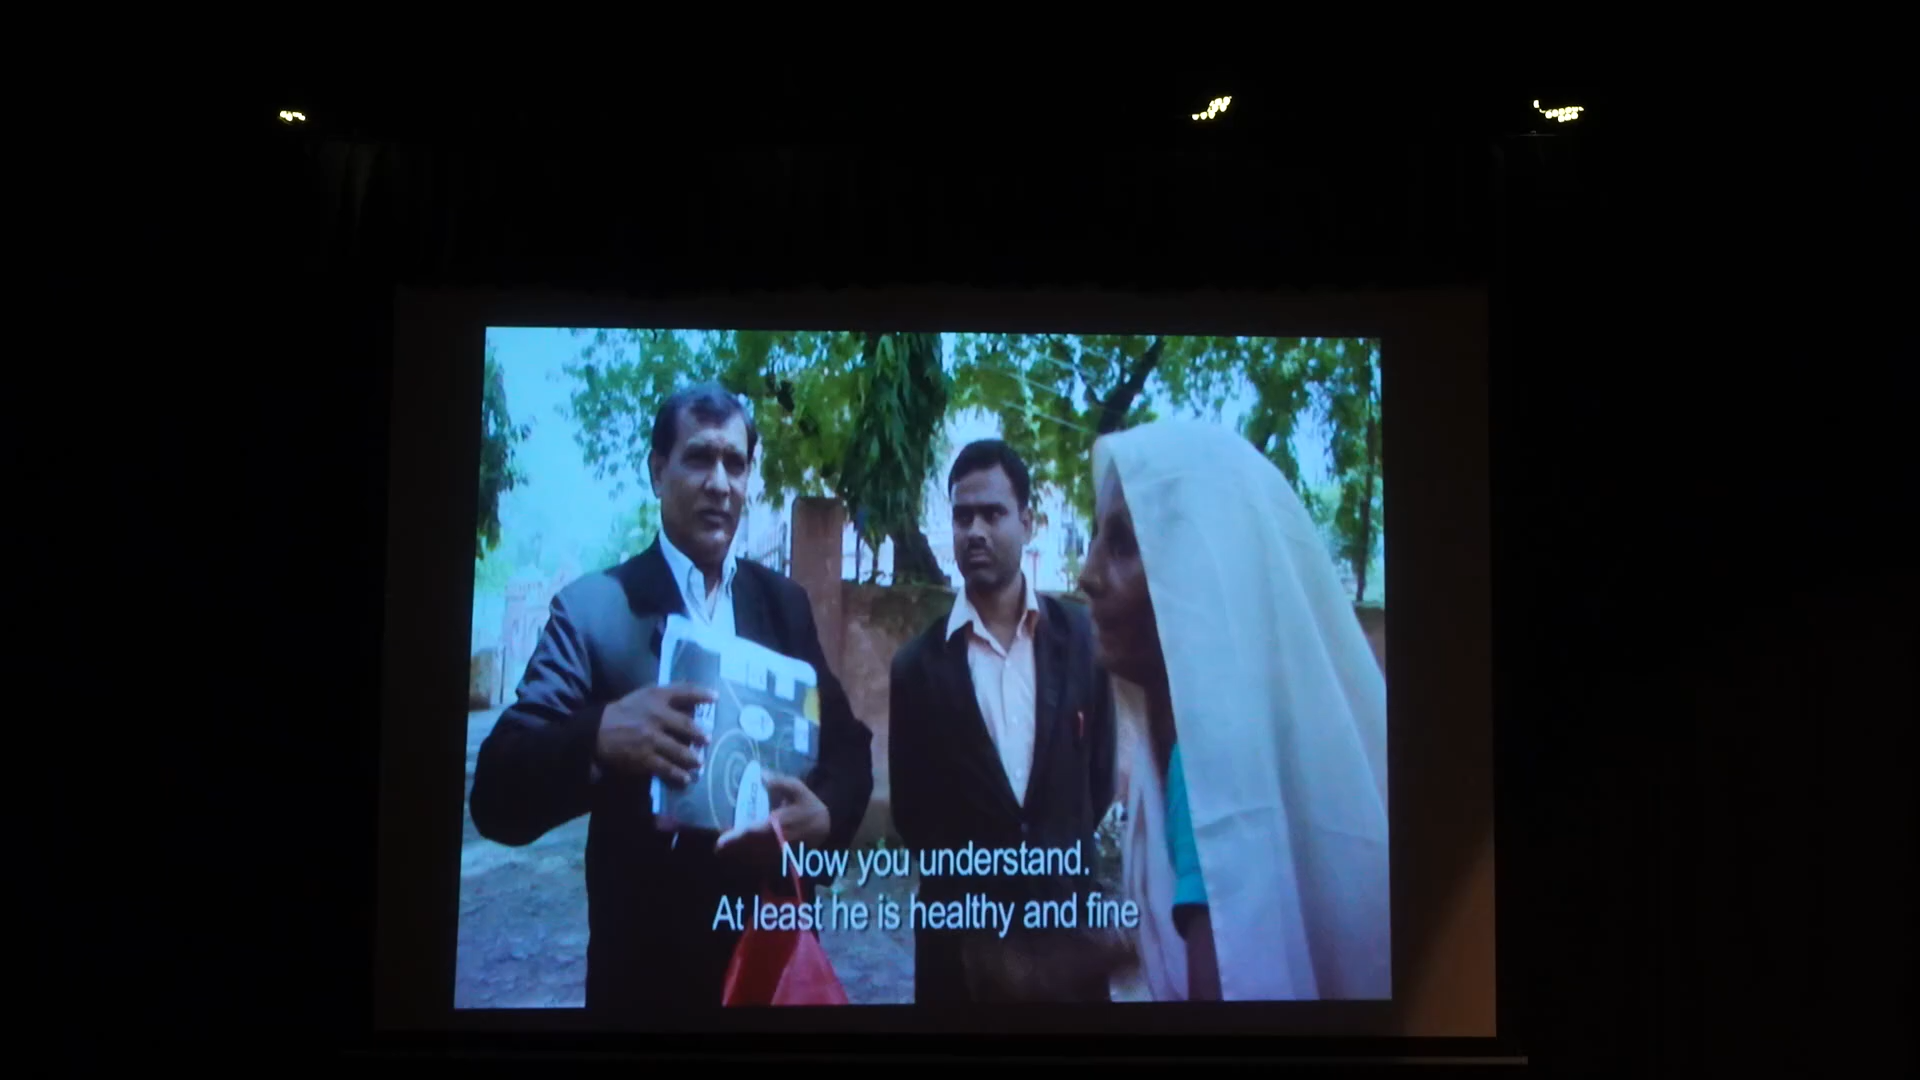 Now you understand.
At least he is healthy and fine